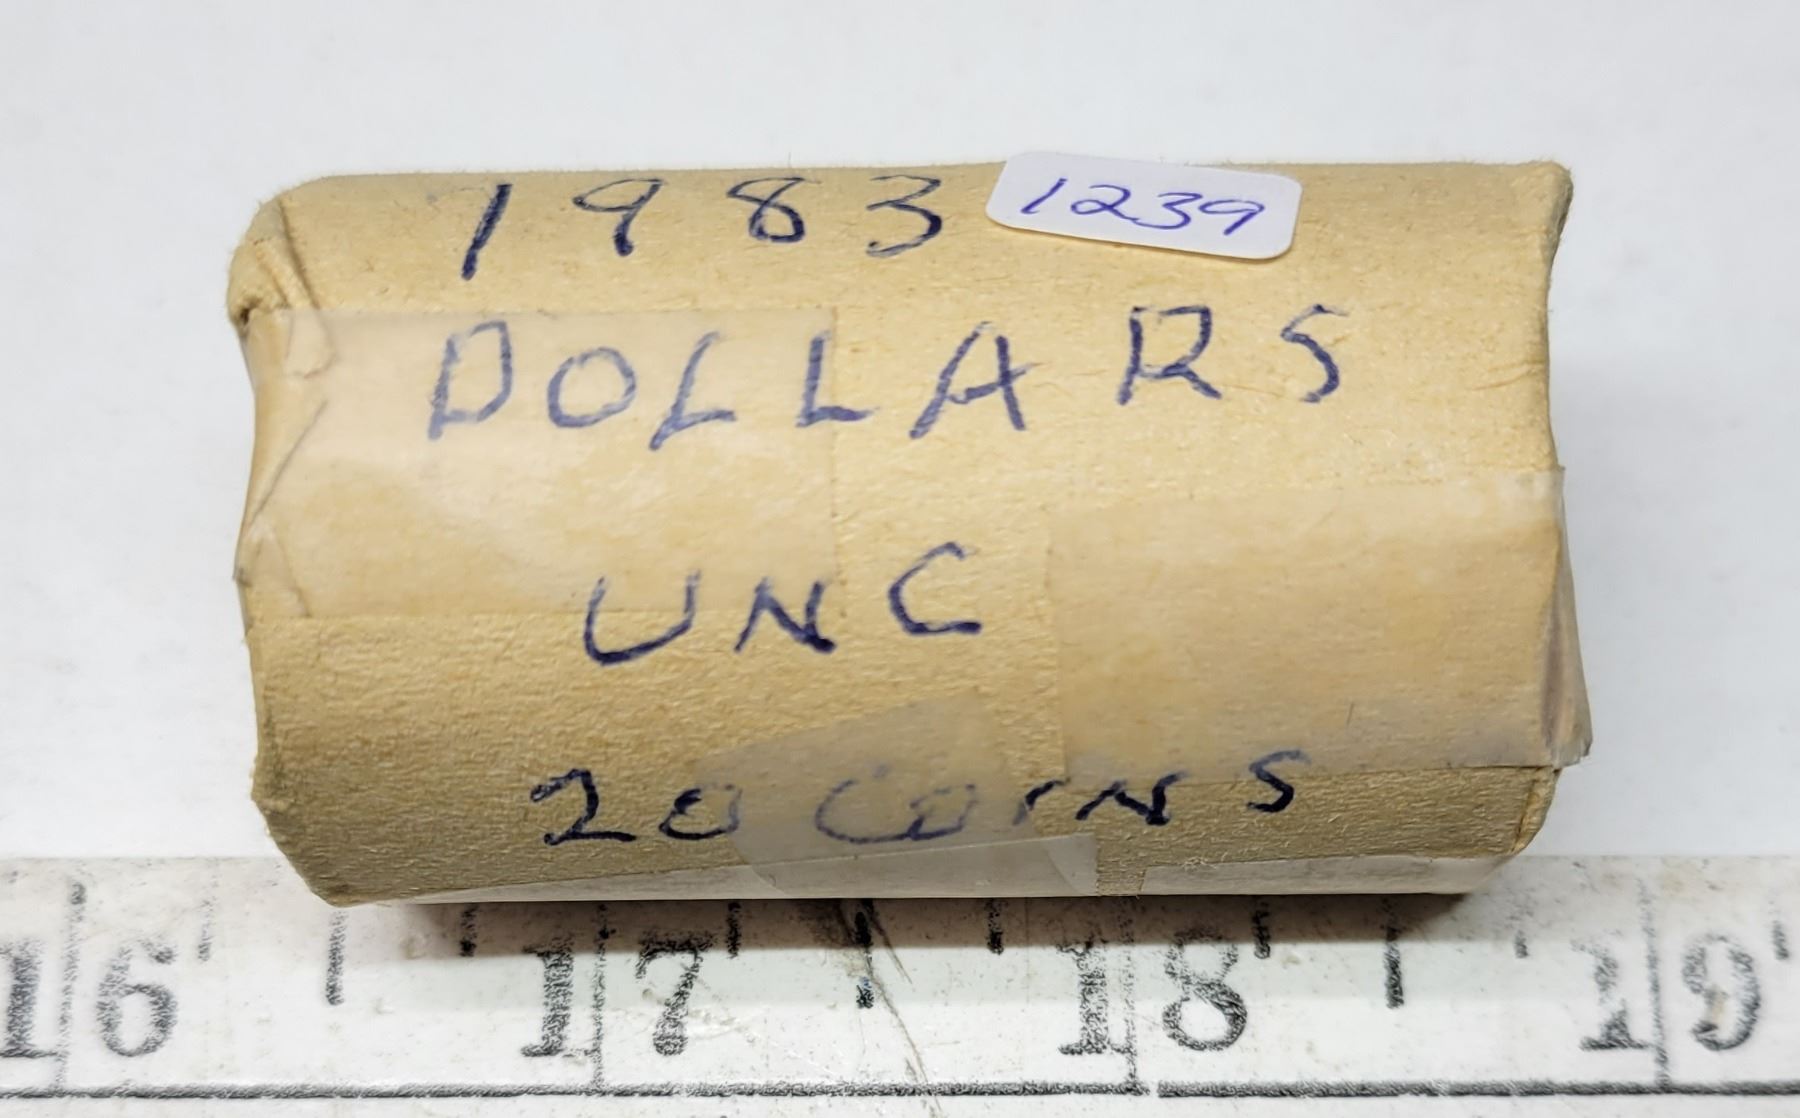 1983 1239
DOLLARS
UNC
20 COINS
16 17 18 19